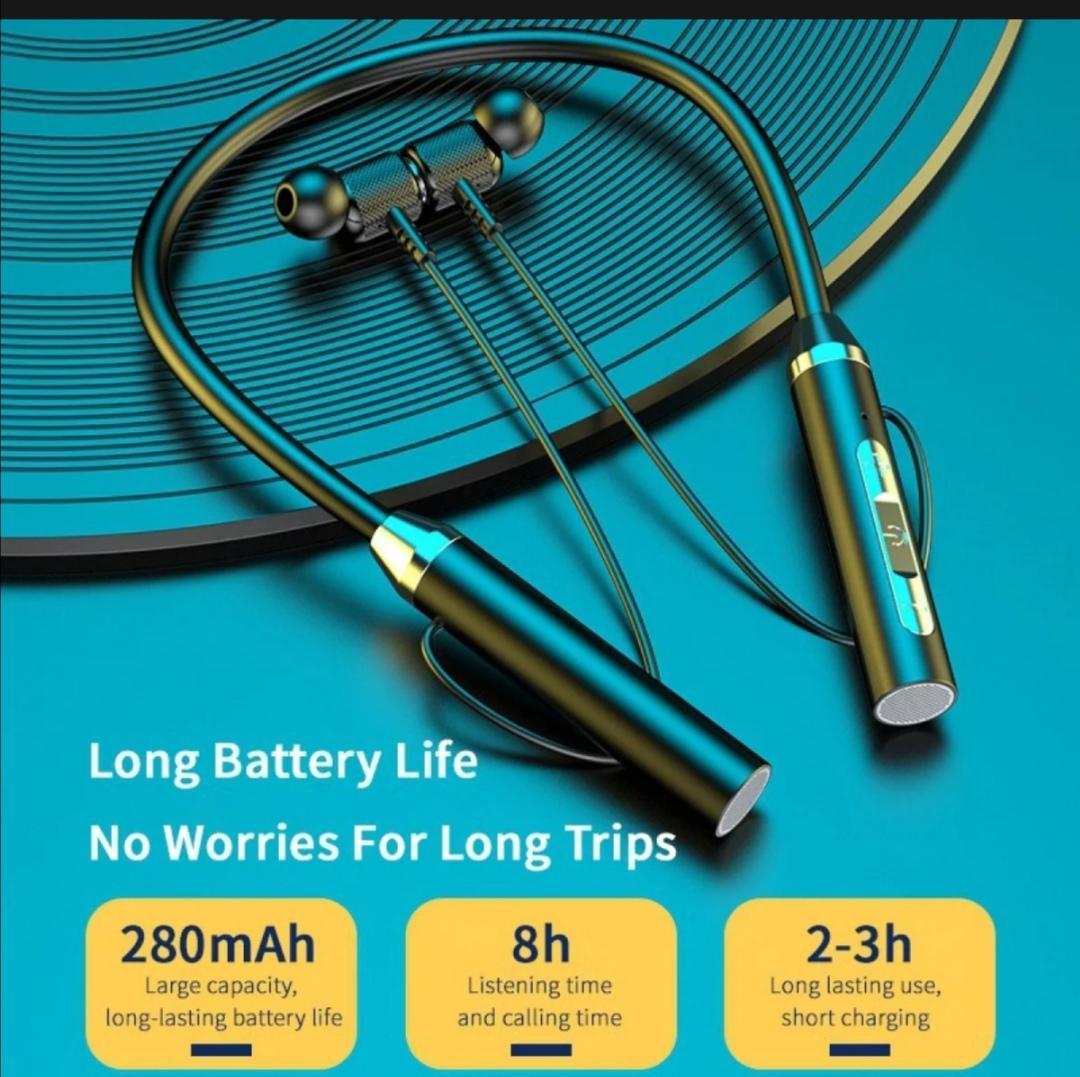 Long Battery Life
No Worries For Long Trips
280mAh
Large capacity,
long-lasting battery life
8h
Listening time
and calling time
2-3h
Long lasting use,
short charging